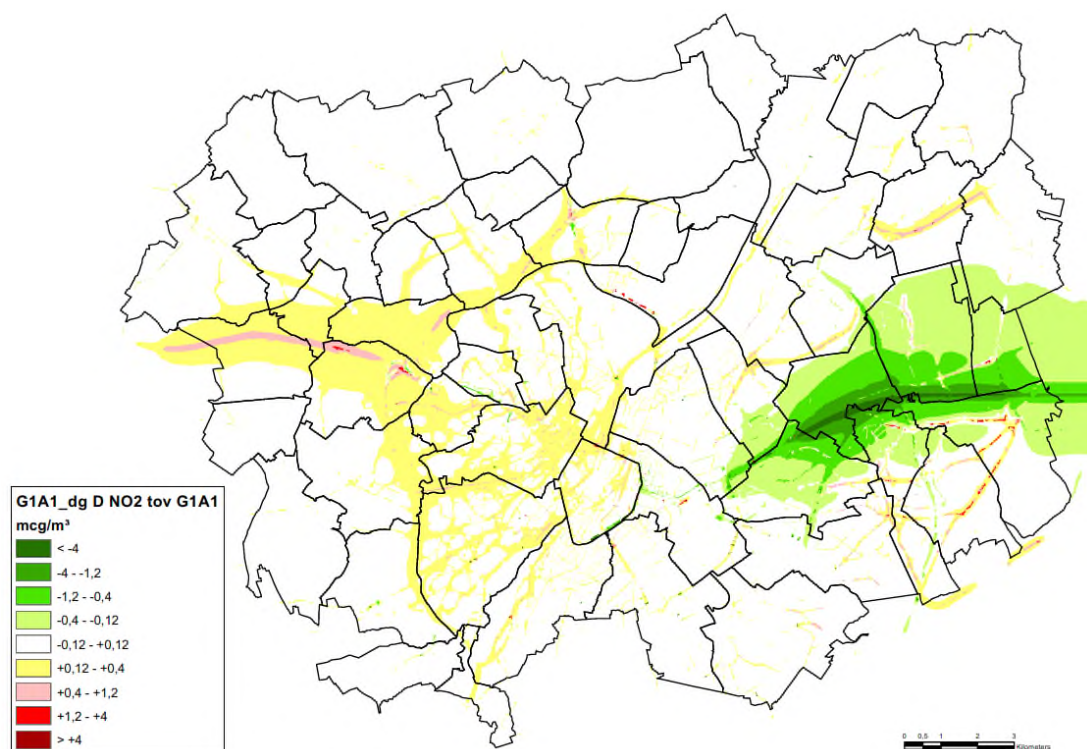 G1A1_dg D NO2 tov G1A1
mcg/m³
< -4
-4 - -1,2
-1,2 - -0,4
-0,4 - -0,12
-0,12 - +0,12
+0,12 - +0,4
+0,4 - +1,2
+1,2 - +4
> +4
0 0,5 1 2 3
Kilometers